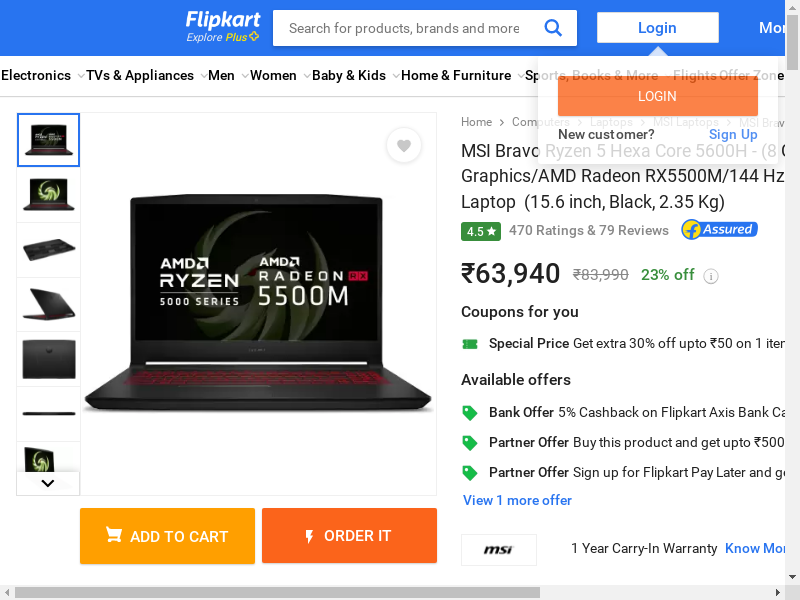 Flipkart
Explore Plus
Search for products, brands and more
Login
Mor
Electronics
TVs & Appliances
Men
Women
Baby & Kids
Home & Furniture
Sports, Books & More
Flights
Offer Zone
LOGIN
New customer?
Sign Up
Home
Computers
Laptops
MSI Laptops
MSI Brav
MSI Bravo Ryzen 5 Hexa Core 5600H - (8 G
Graphics/AMD Radeon RX5500M/144 Hz
Laptop (15.6 inch, Black, 2.35 Kg)
4.5
470 Ratings & 79 Reviews
Assured
₹63,940
₹83,990
23% off
Coupons for you
Special Price Get extra 30% off upto ₹50 on 1 iten
Available offers
Bank Offer 5% Cashback on Flipkart Axis Bank Ca
Partner Offer Buy this product and get upto ₹500
Partner Offer Sign up for Flipkart Pay Later and ge
View 1 more offer
msi
1 Year Carry-In Warranty
Know Mor
AMD
RYZEN
5000 SERIES
AMD
RADEON RX
5500M
ADD TO CART
ORDER IT